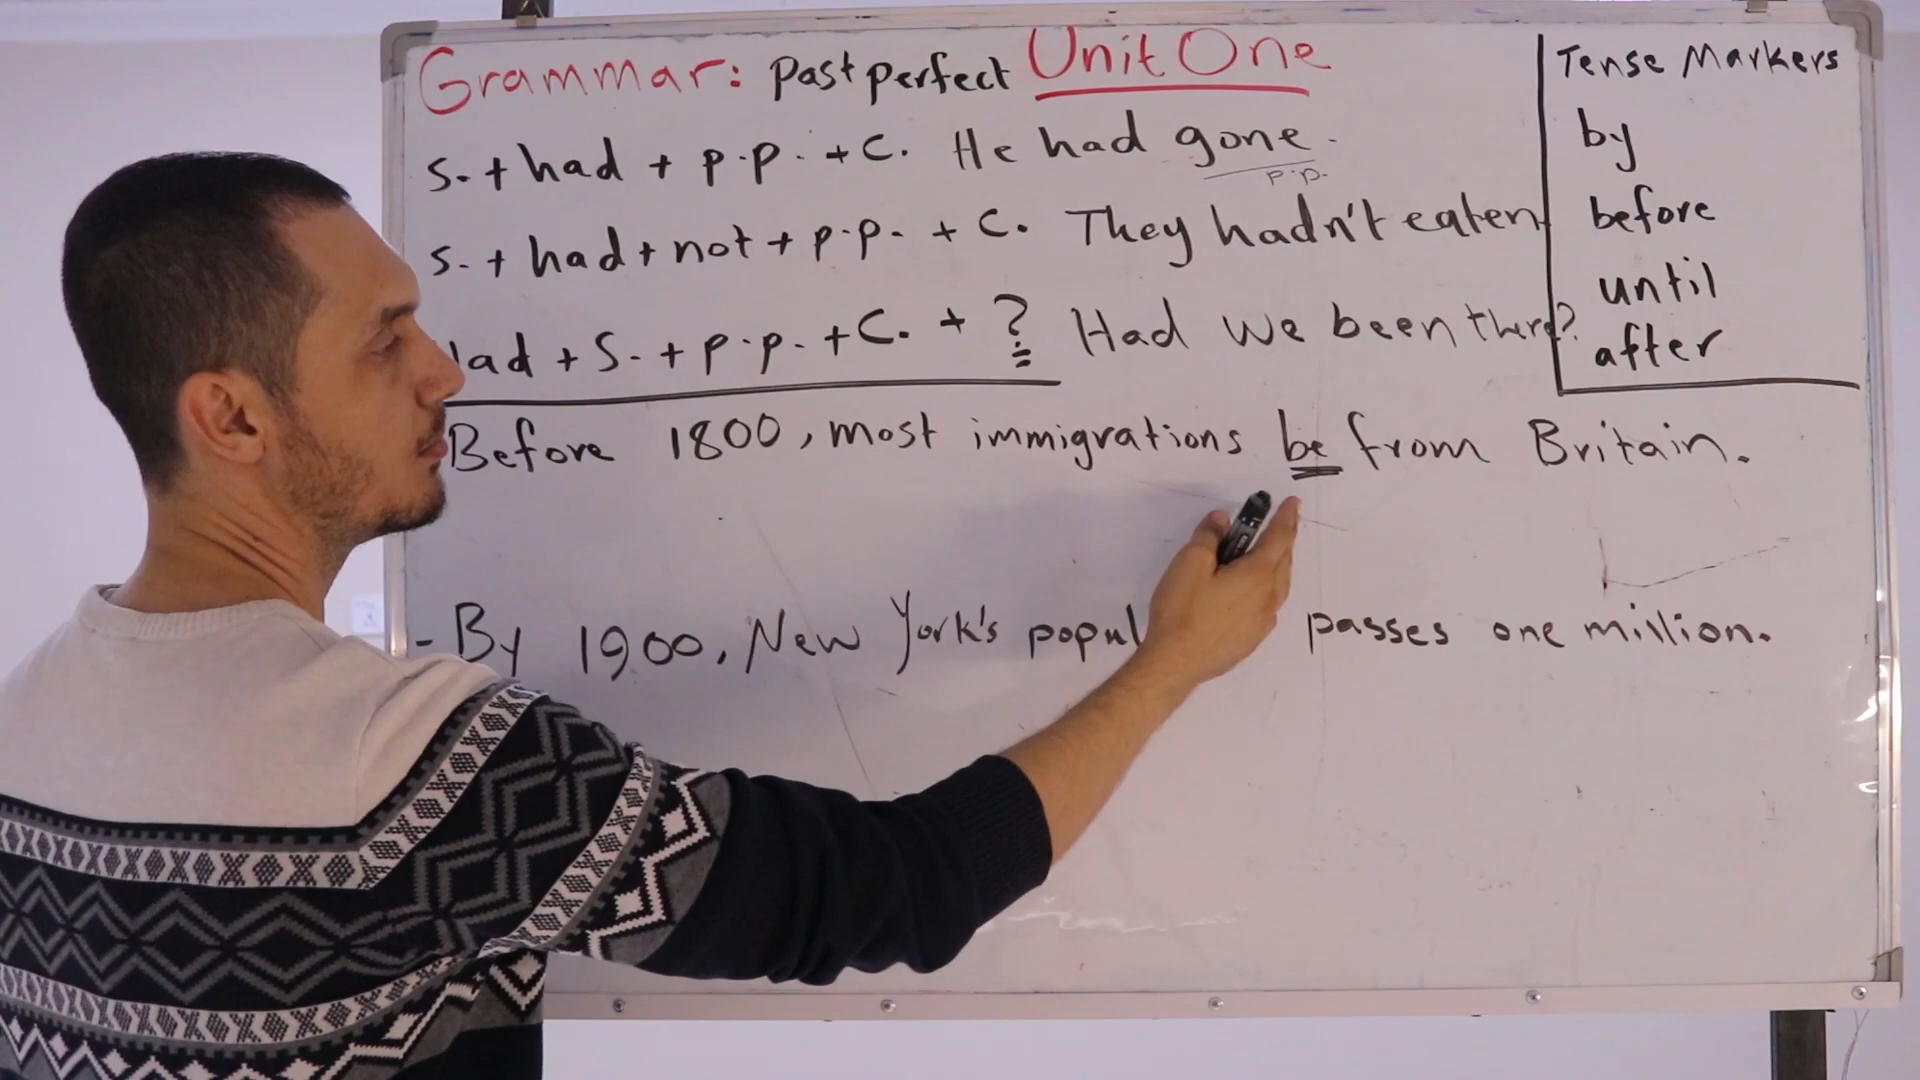 Grammar: Past perfect Unit One
s. + had + p.p. + c. He had gone.
p.p.
s. + had + not + p.p. + c. They hadn't eaten
ad + s. + p.p. + c. + ? Had we been there?
Before 1800, most immigrations be from Britain.
- By 1900, New York's popul passes one million.
Tense Markers
by
before
until
after